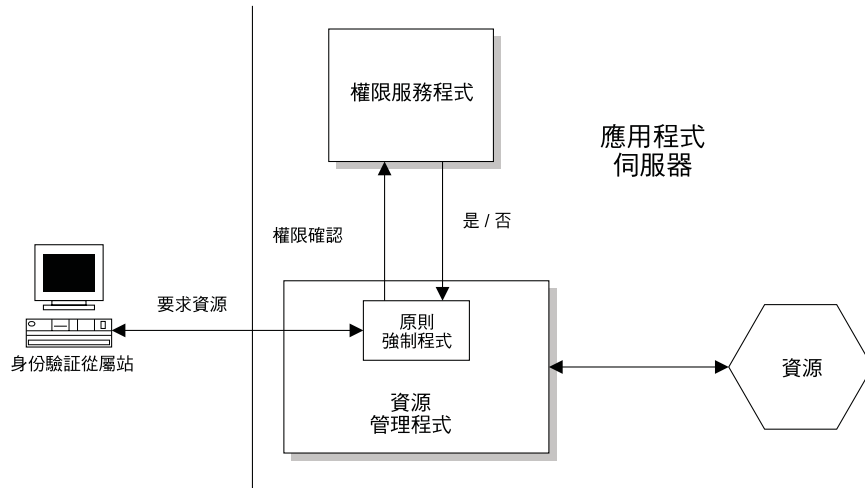 權限服務程式
應用程式
伺服器
權限確認
是 / 否
要求資源
身份驗証從屬站
原則
強制程式
資源
管理程式
資源